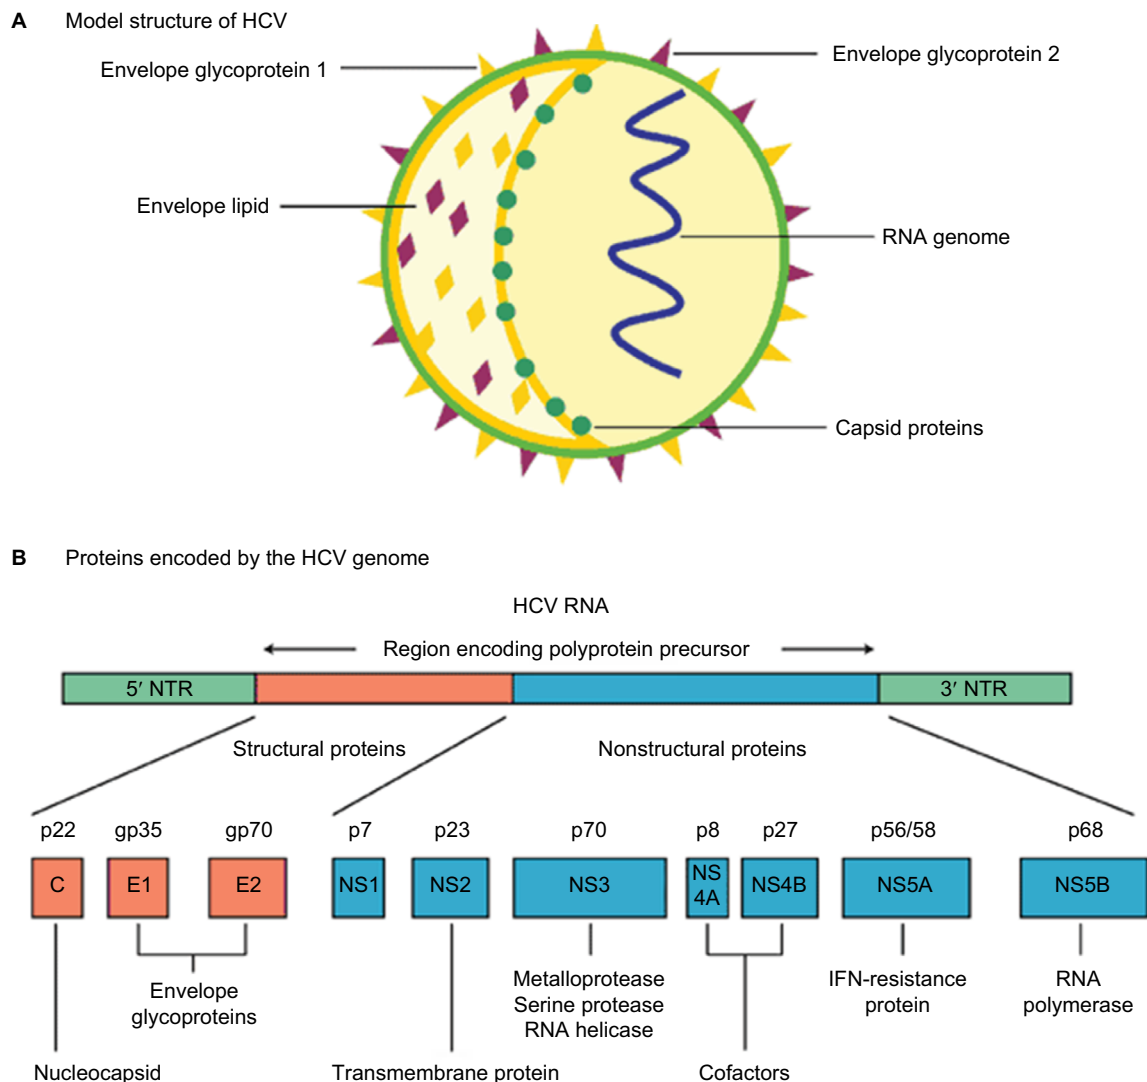 A Model structure of HCV
Envelope glycoprotein 1
Envelope glycoprotein 2
Envelope lipid
RNA genome
Capsid proteins
B Proteins encoded by the HCV genome
HCV RNA
Region encoding polyprotein precursor
5′ NTR
3′ NTR
Structural proteins
Nonstructural proteins
p22 gp35 gp70 p7 p23 p70 p8 p27 p56/58 p68
C E1 E2 NS1 NS2 NS3 NS
4A NS4B NS5A NS5B
Envelope
glycoproteins
Metalloprotease
Serine protease
RNA helicase
IFN-resistance
protein
RNA
polymerase
Nucleocapsid
Transmembrane protein
Cofactors